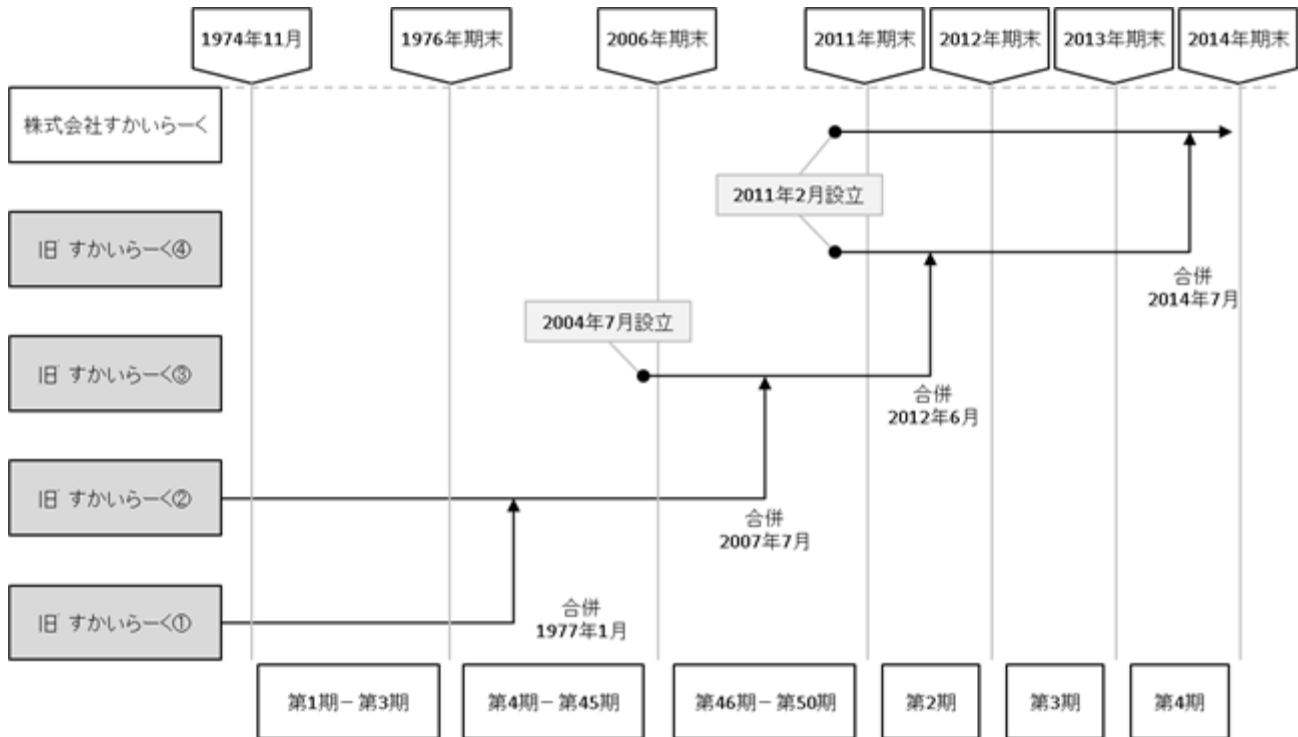 1974年11月
1976年期末
2006年期末
2011年期末
2012年期末
2013年期末
2014年期末
株式会社すかいらーく
2011年2月設立
旧 すかいらーく④
合併
2014年7月
2004年7月設立
旧 すかいらーく③
合併
2012年6月
旧 すかいらーく②
合併
2007年7月
旧 すかいらーく①
合併
1977年1月
第1期－第3期
第4期－第45期
第46期－第50期
第2期
第3期
第4期